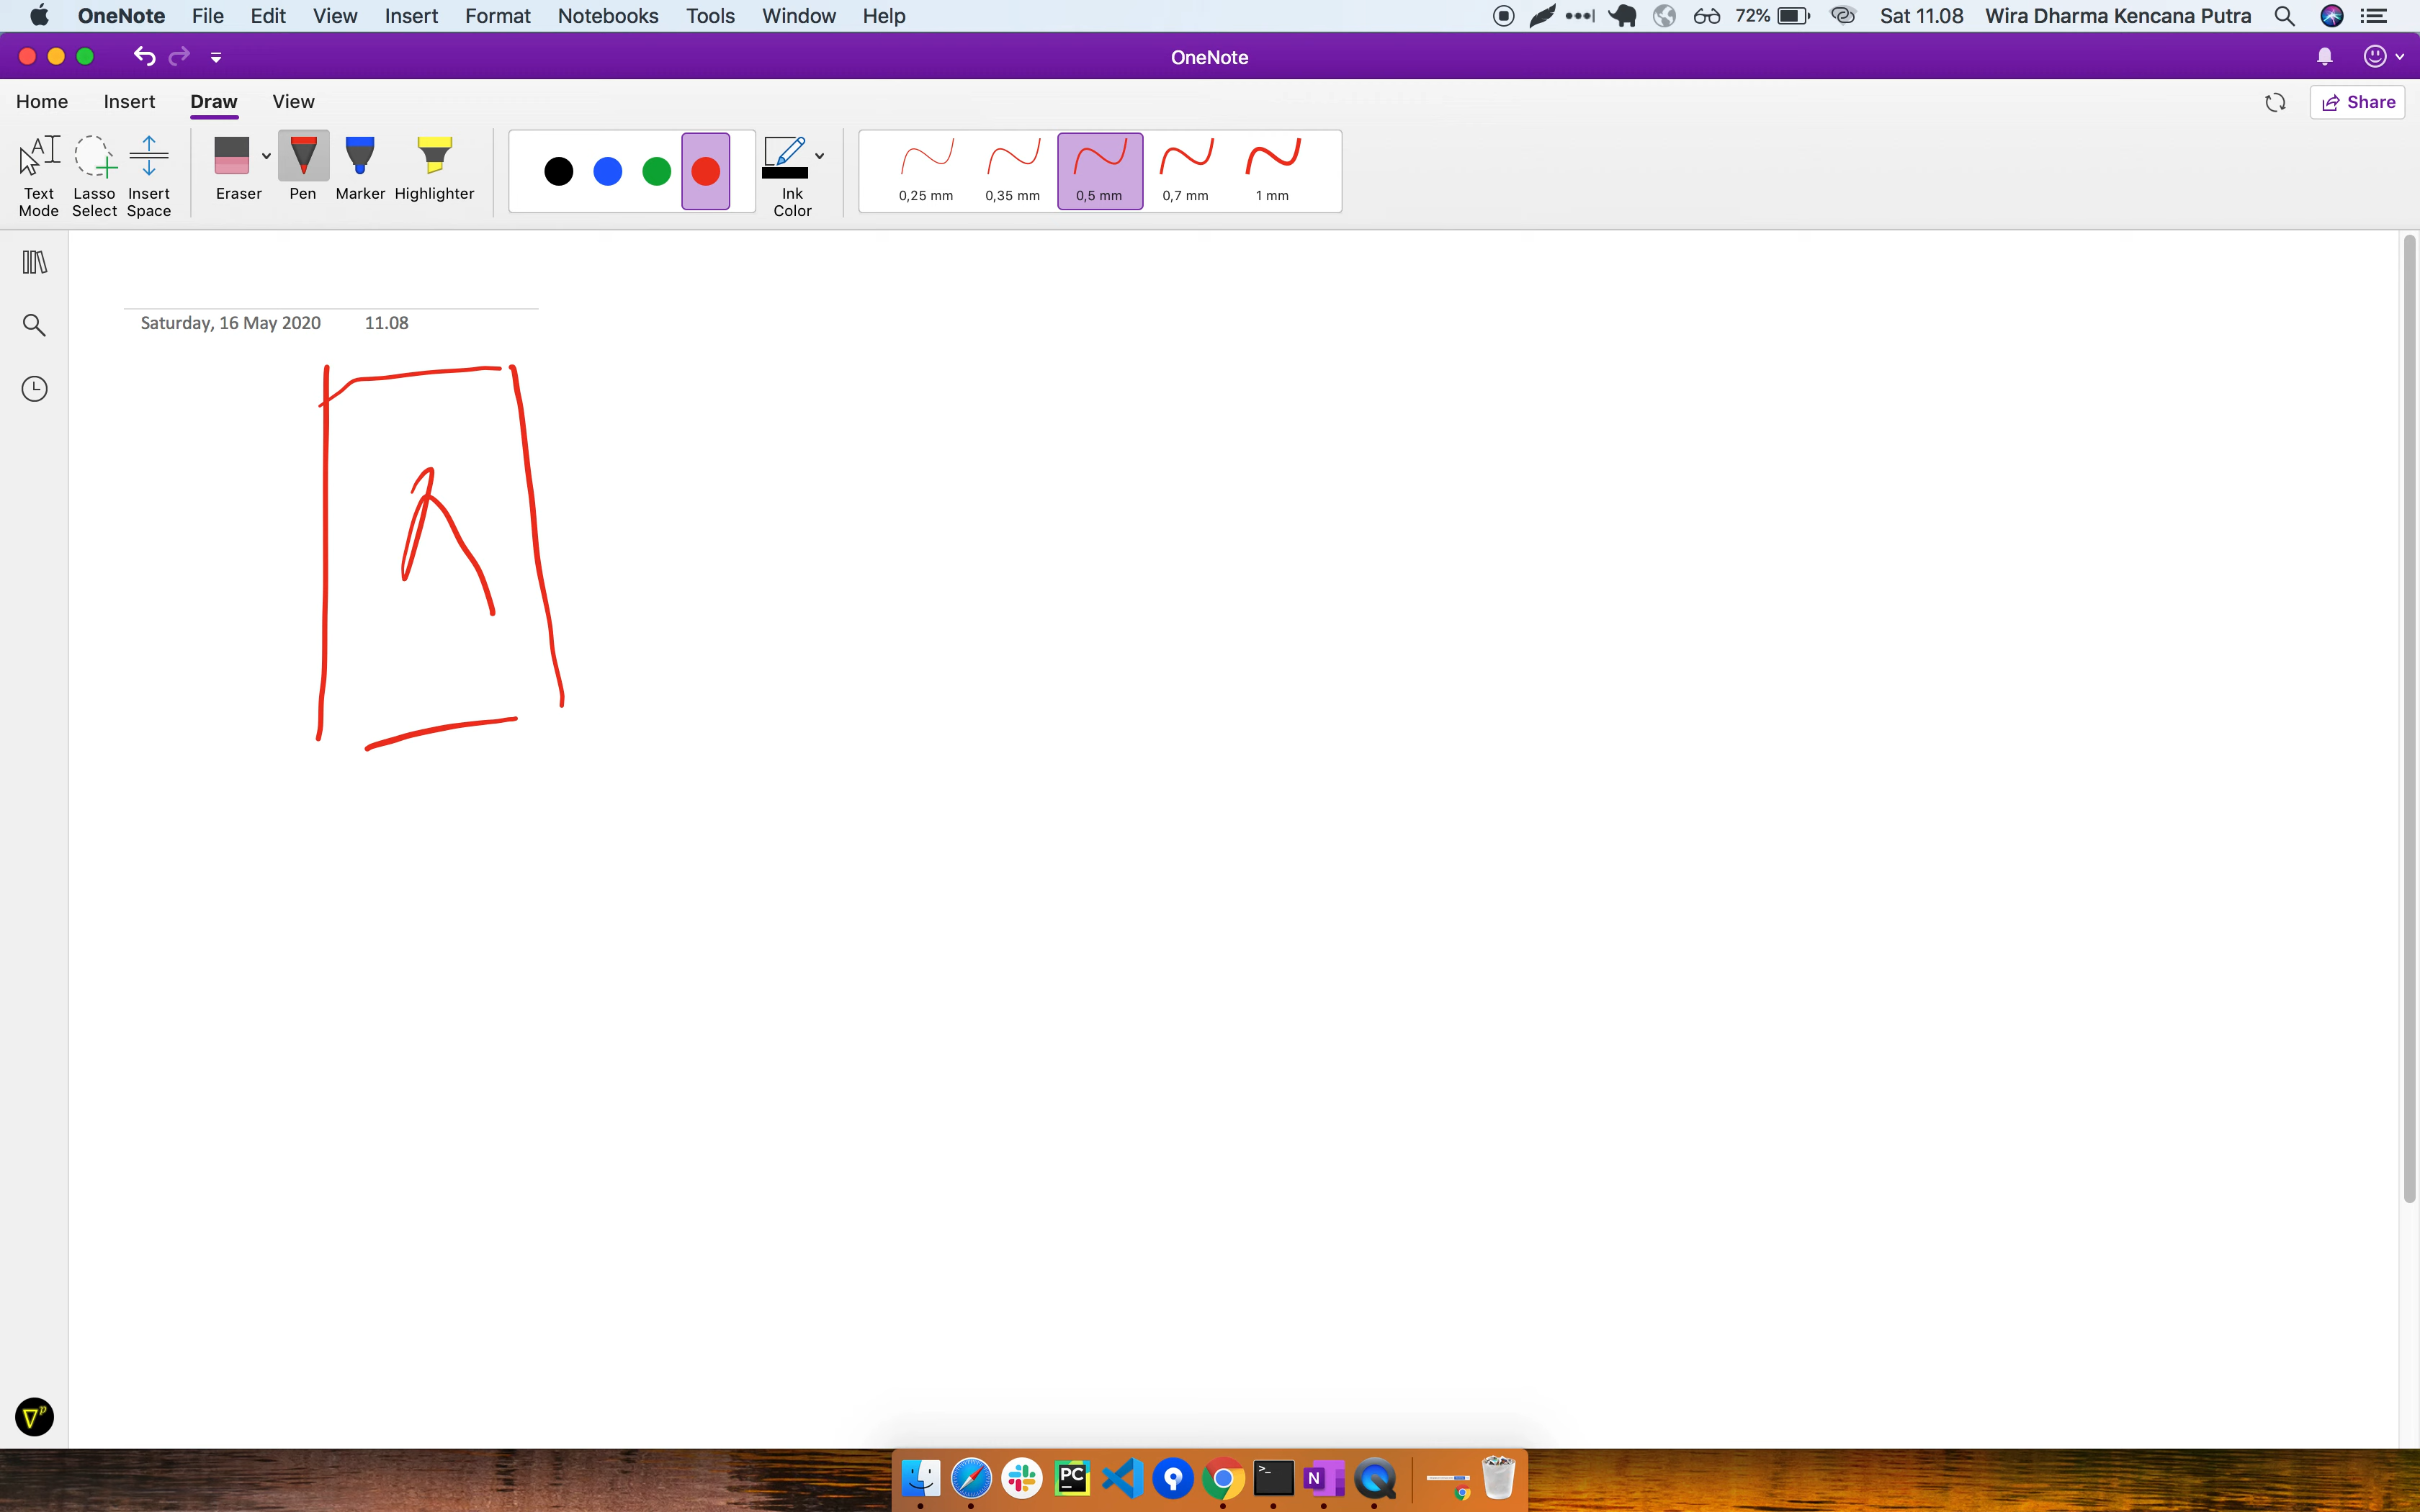 OneNote File Edit View Insert Format Notebooks Tools Window Help 72% Sat 11.08 Wira Dharma Kencana Putra
OneNote
Home Insert Draw View Share
Text Mode
Lasso Select
Insert Space
Eraser
Pen
Marker
Highlighter
Ink Color
0,25 mm
0,35 mm
0,5 mm
0,7 mm
1 mm
Saturday, 16 May 2020 11.08
∇p
PC
N